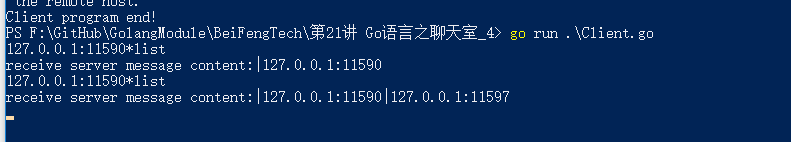 the remote host.
Client program end!
PS F:\GitHub\GolangModule\BeiFengTech\第21讲 Go语言之聊天室_4> go run .\Client.go
127.0.0.1:11590*list
receive server message content:|127.0.0.1:11590
127.0.0.1:11590*list
receive server message content:|127.0.0.1:11590|127.0.0.1:11597